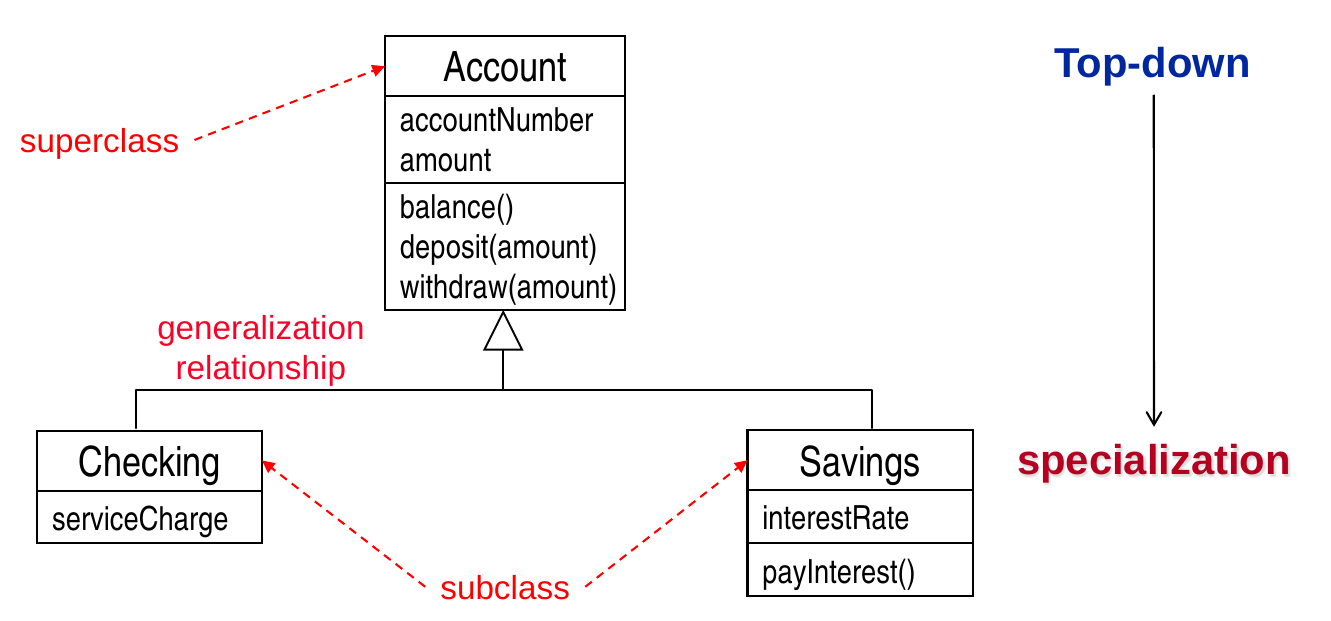 Account
Top-down
accountNumber
superclass
amount
balance()
deposit(amount)
withdraw(amount)
generalization
relationship
Checking
Savings
specialization
serviceCharge
interestRate
payInterest()
subclass